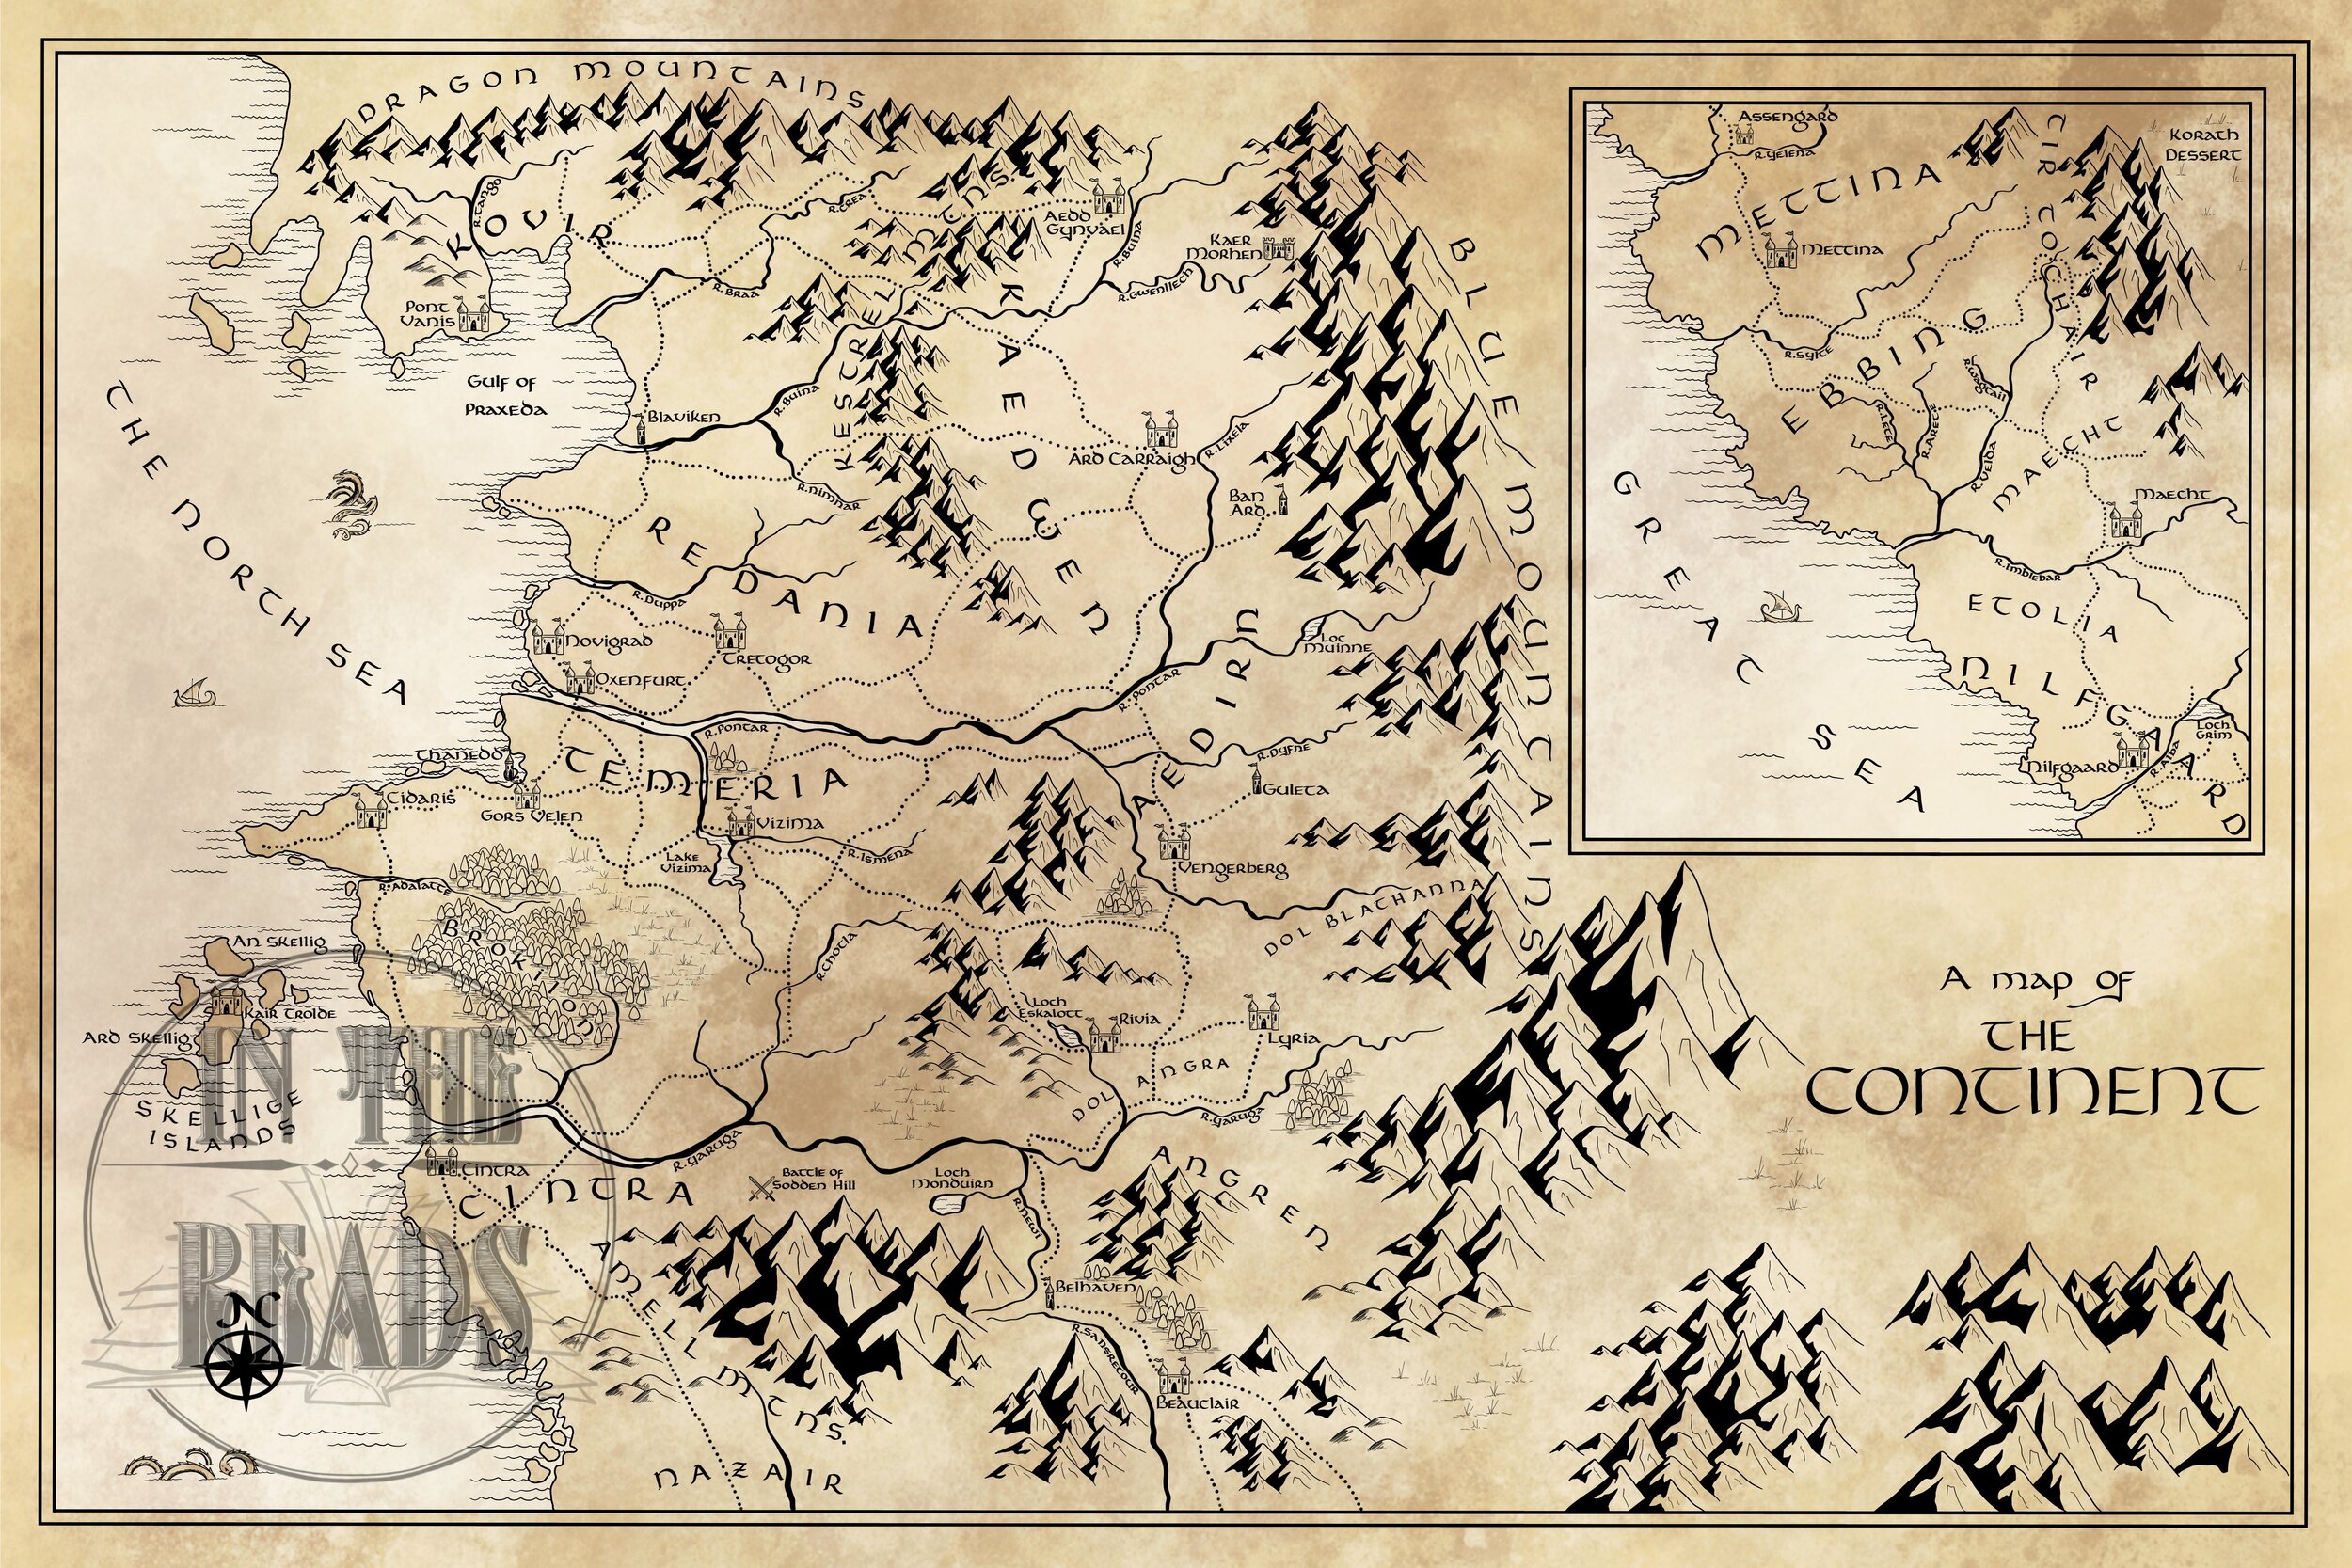 DRAGON MOUNTAINS
R. TANGO
KOVIR
R. CREA
AEDD
GYNVAEL
R. BUINA
KAER
MORHEN
R. GWENLLECH
R. BRAA
PONT
VANIS
GULF OF
PRAXEDA
BLAVIKEN
R. BUINA
KESTREL MTNS.
KAEDWEN
ARD CARRAIGH
R. LIXELA
BAN
ARD
BLUE MOUNTAINS
R. NIMNAR
THE NORTH SEA
REDANIA
R. DUPPA
NOVIGRAD
TRETOGOR
OXENFURT
LOC
MUINNE
R. PONTAR
R. PONTAR
AEDIRN
R. DYFNE
THANEDD
TEMERIA
CIDARIS
GORS VELEN
VIZIMA
GULETA
LAKE
VIZIMA
R. ISMENA
VENGERBERG
R. ADALATTE
DOL BLATHANNA
BROKILON
R. CHOTLA
AN SKELLIG
KAIR TROLDE
ARD SKELLIG
SKELLIGE
ISLANDS
LOCH
ESKALOTT
RIVIA
LYRIA
DOL ANGRA
R. YARUGA
R. YARUGA
CINTRA
CINTRA
BATTLE OF
SODDEN HILL
LOCH
MONDUIRN
R. NEWI
ANGREN
AMELL MTNS.
BELHAVEN
R. SANSRETOUR
BEAUCLAIR
NAZAIR
N
IN THE
READS
ASSENGARD
R. YELENA
CIR COICHAIR
KORATH
DESSERT
METTINA
METTINA
R. SYLTE
EBBING
R. LETE
R. ARETE
R. VELDA
MAECHT
MAECHT
R. IMBLEBAR
ETOLIA
GREAT SEA
NILFGAARD
LOCH
GRIM
NILFGAARD
R. ALBA
A MAP OF
THE
CONTINENT